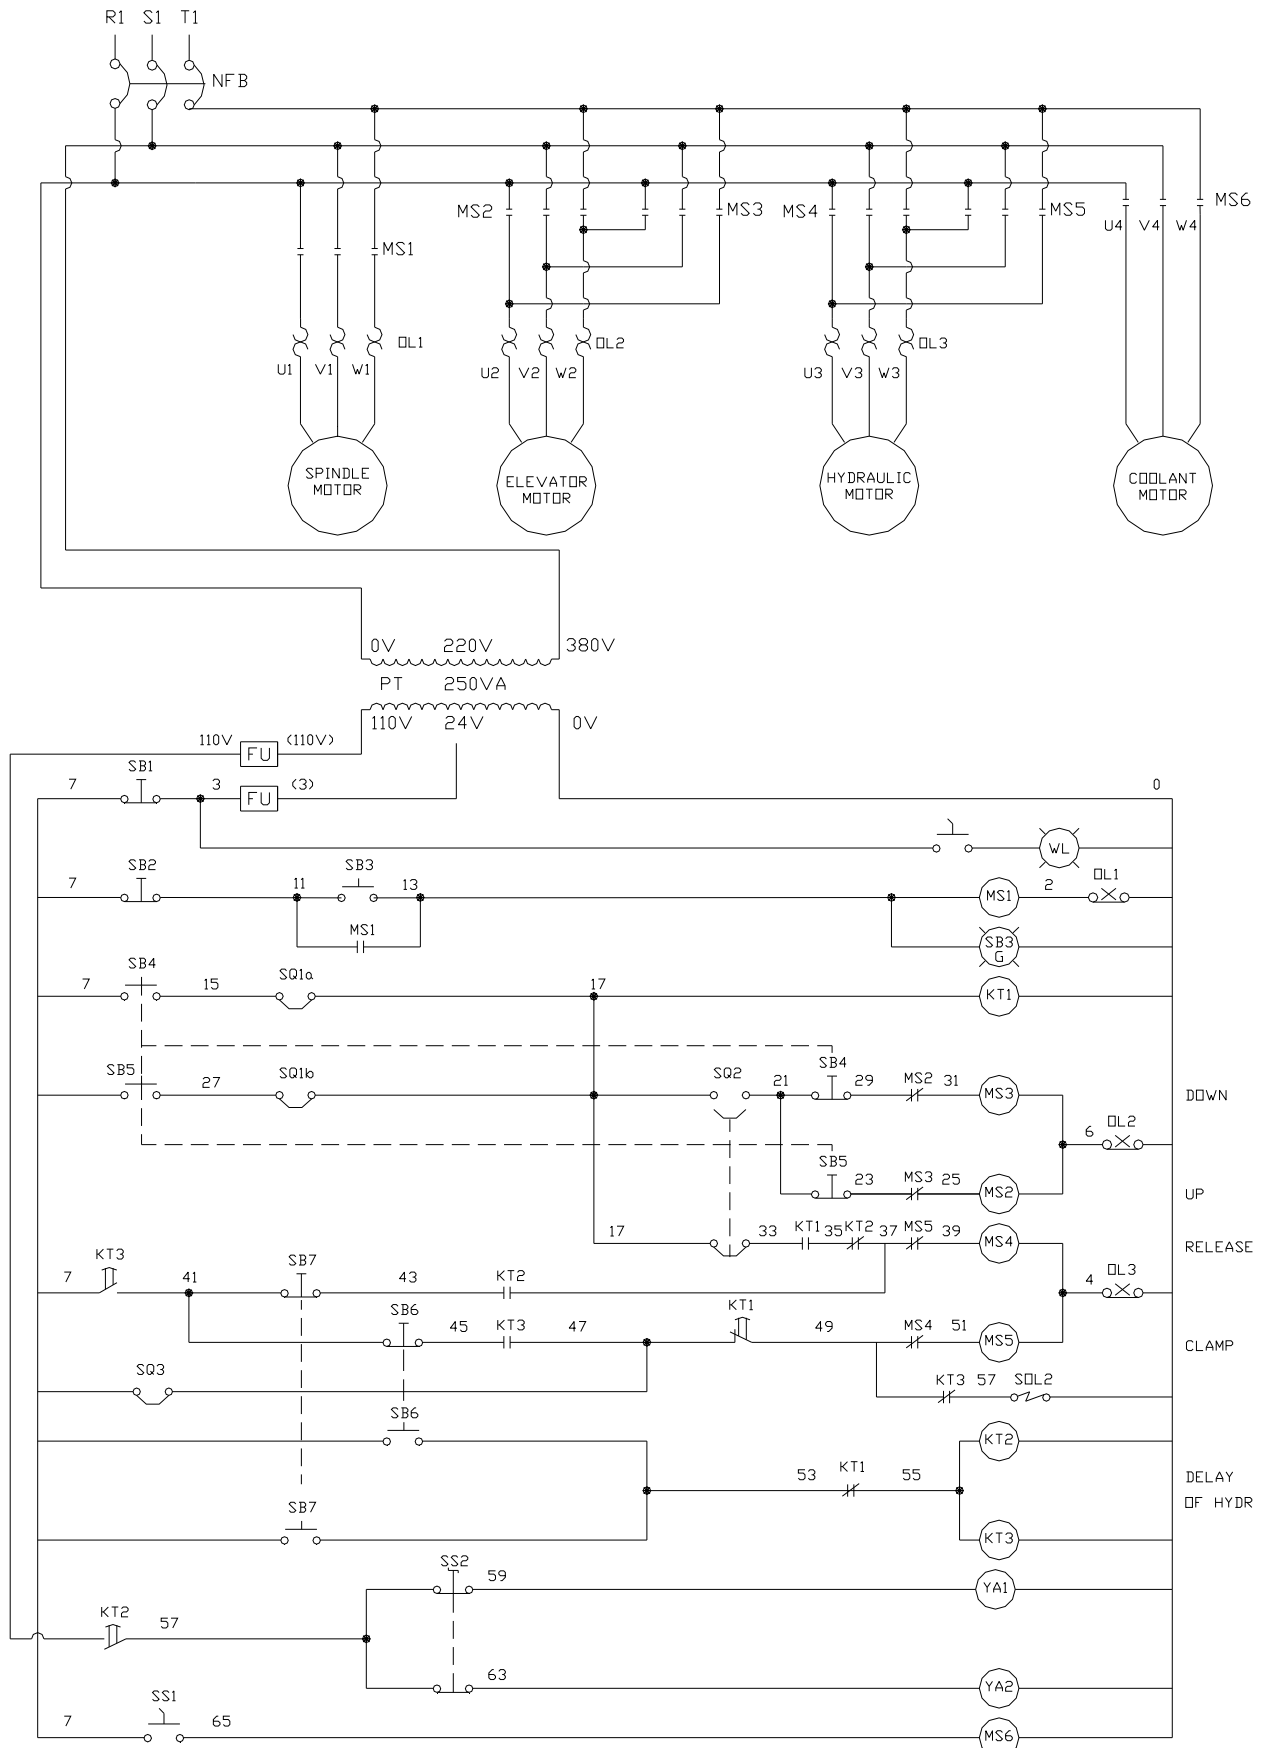 R1 S1 T1
NFB
MS2 MS3 MS4 MS5 MS6
U4 V4 W4
MS1
OL1 OL2 OL3
U1 V1 W1 U2 V2 W2 U3 V3 W3
SPINDLE MOTOR
ELEVATOR MOTOR
HYDRAULIC MOTOR
COOLANT MOTOR
0V 220V 380V
PT 250VA
110V 24V 0V
110V FU (110V)
SB1
7 3 FU (3) 0
WL
SB2 SB3 OL1
7 11 13 MS1 2
MS1 SB3 G
SB4 SQ1a
7 15 17 KT1
SB5 SQ1b SQ2 SB4 MS2
27 21 29 31 MS3 DOWN
6 OL2
SB5 MS3
23 25 MS2 UP
17 33 KT1 35 KT2 37 MS5 39 MS4 RELEASE
KT3 SB7 OL3
7 41 43 KT2 4
SB6 KT1
45 KT3 47 49 MS4 51 MS5 CLAMP
SQ3 KT3 57 SOL2
SB6 KT2
53 KT1 55 DELAY
OF HYDR
SB7 KT3
SS2
59 YA1
KT2 57
63 YA2
SS1
7 65 MS6